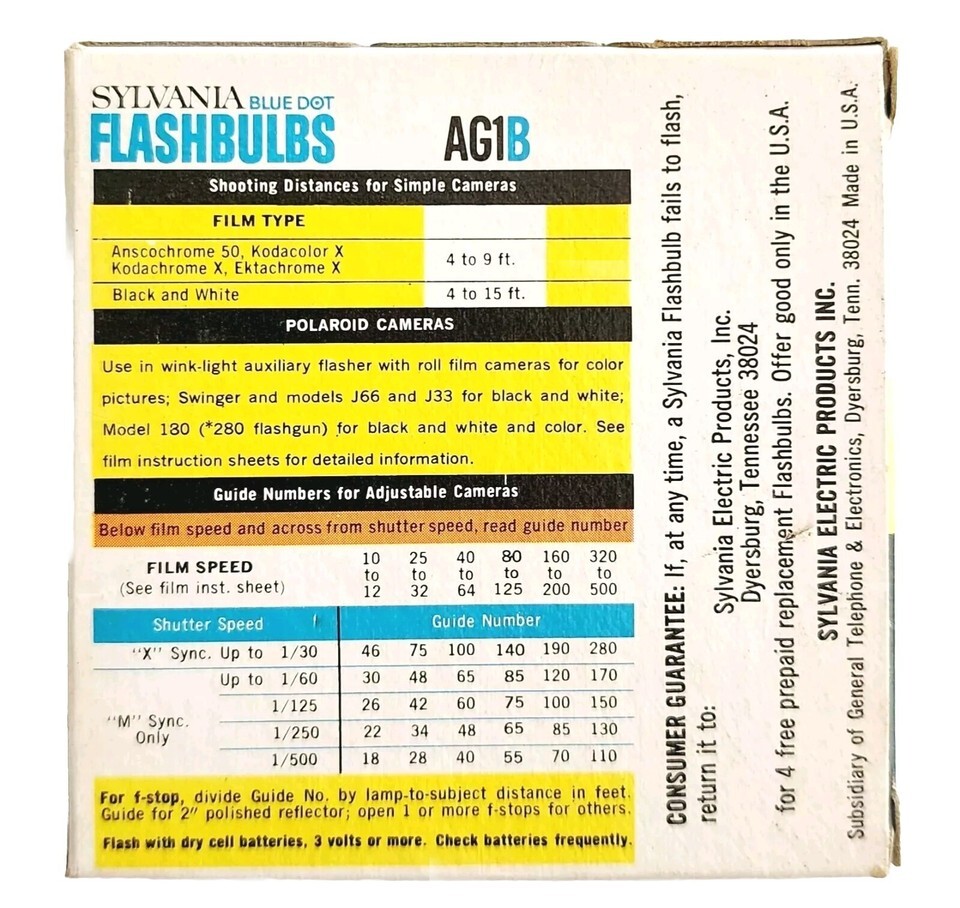 SYLVANIA BLUE DOT
FLASHBULBS AG1B
Shooting Distances for Simple Cameras
FILM TYPE
Anscochrome 50, Kodacolor X
Kodachrome X, Ektachrome X
4 to 9 ft.
Black and White 4 to 15 ft.
POLAROID CAMERAS
Use in wink-light auxiliary flasher with roll film cameras for color
pictures; Swinger and models J66 and J33 for black and white;
Model 180 (*280 flashgun) for black and white and color. See
film instruction sheets for detailed information.
Guide Numbers for Adjustable Cameras
Below film speed and across from shutter speed, read guide number
FILM SPEED
(See film inst. sheet)
10 25 40 80 160 320
to to to to to to
12 32 64 125 200 500
Shutter Speed Guide Number
"X" Sync. Up to 1/30 46 75 100 140 190 280
Up to 1/60 30 48 65 85 120 170
"M" Sync.
Only
1/125 26 42 60 75 100 150
1/250 22 34 48 65 85 130
1/500 18 28 40 55 70 110
For f-stop, divide Guide No. by lamp-to-subject distance in feet.
Guide for 2" polished reflector; open 1 or more f-stops for others.
Flash with dry cell batteries, 3 volts or more. Check batteries frequently.
CONSUMER GUARANTEE: If, at any time, a Sylvania Flashbulb fails to flash,
return it to:
Sylvania Electric Products, Inc.
Dyersburg, Tennessee 38024
for 4 free prepaid replacement Flashbulbs. Offer good only in the U.S.A.
SYLVANIA ELECTRIC PRODUCTS INC.
Subsidiary of General Telephone & Electronics, Dyersburg, Tenn. 38024 Made in U.S.A.